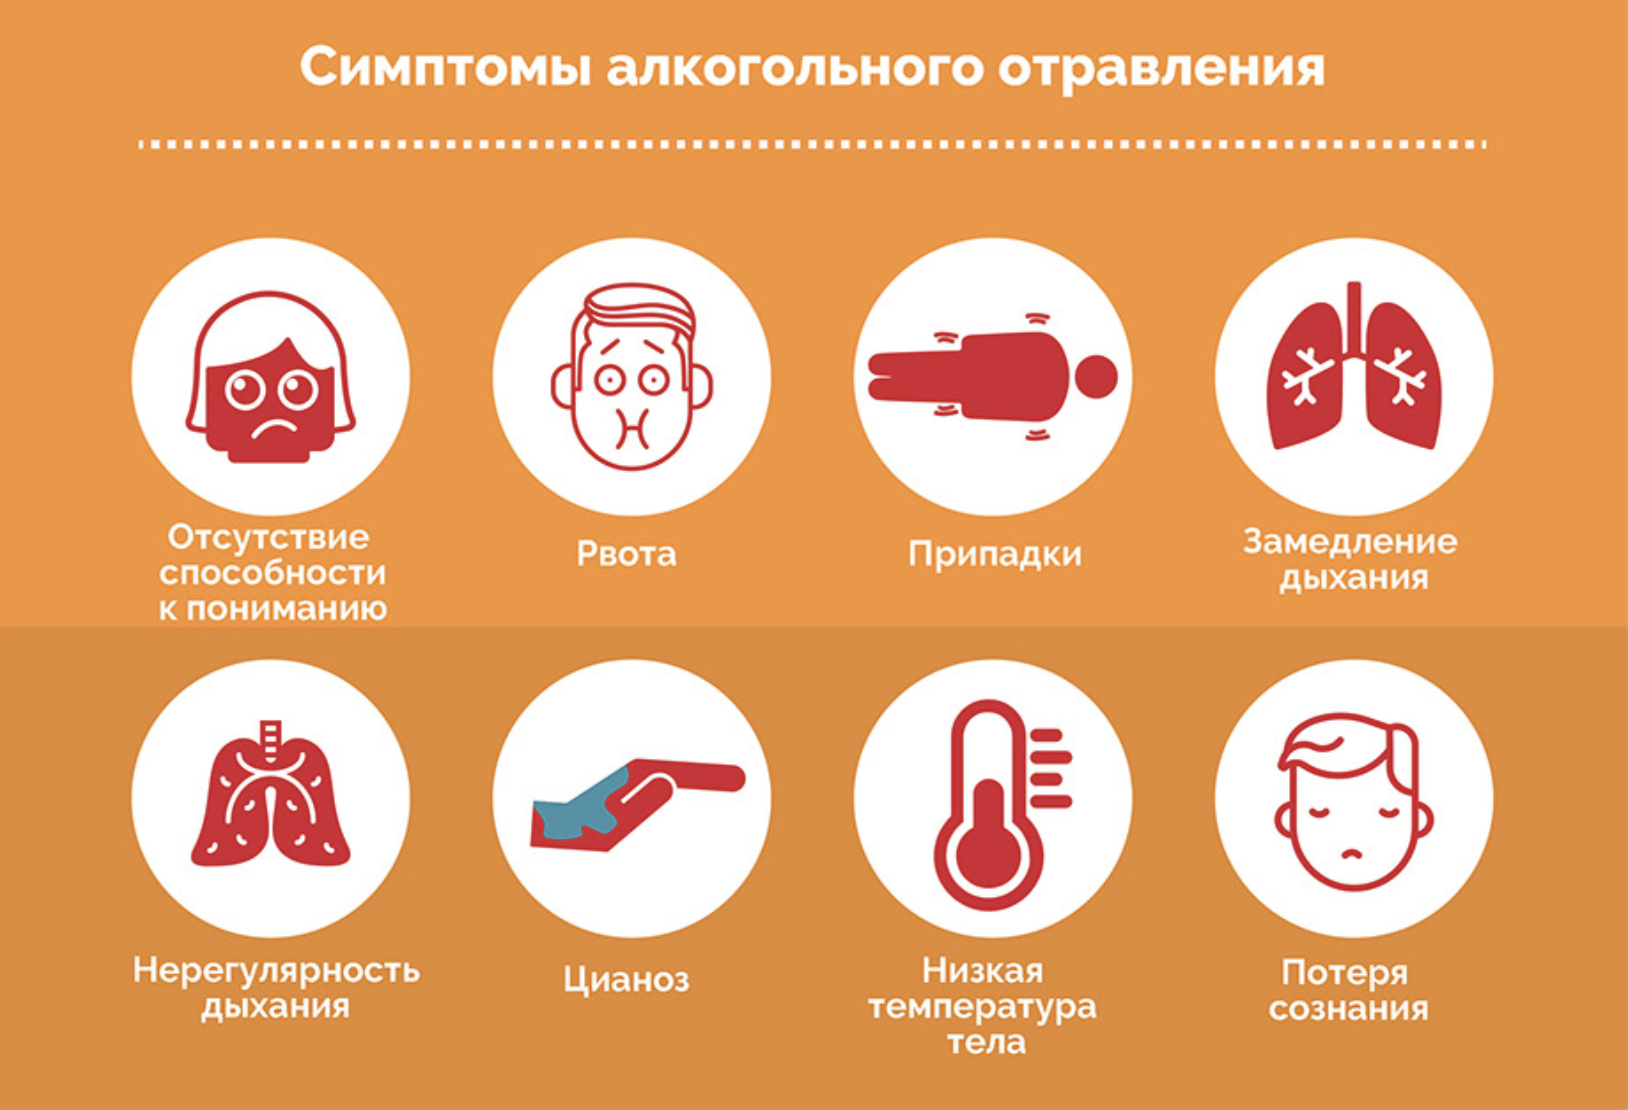 Симптомы алкогольного отравления
Отсутствие
способности
к пониманию
Рвота
Припадки
Замедление
дыхания
Нерегулярность
дыхания
Цианоз
Низкая
температура
тела
Потеря
сознания